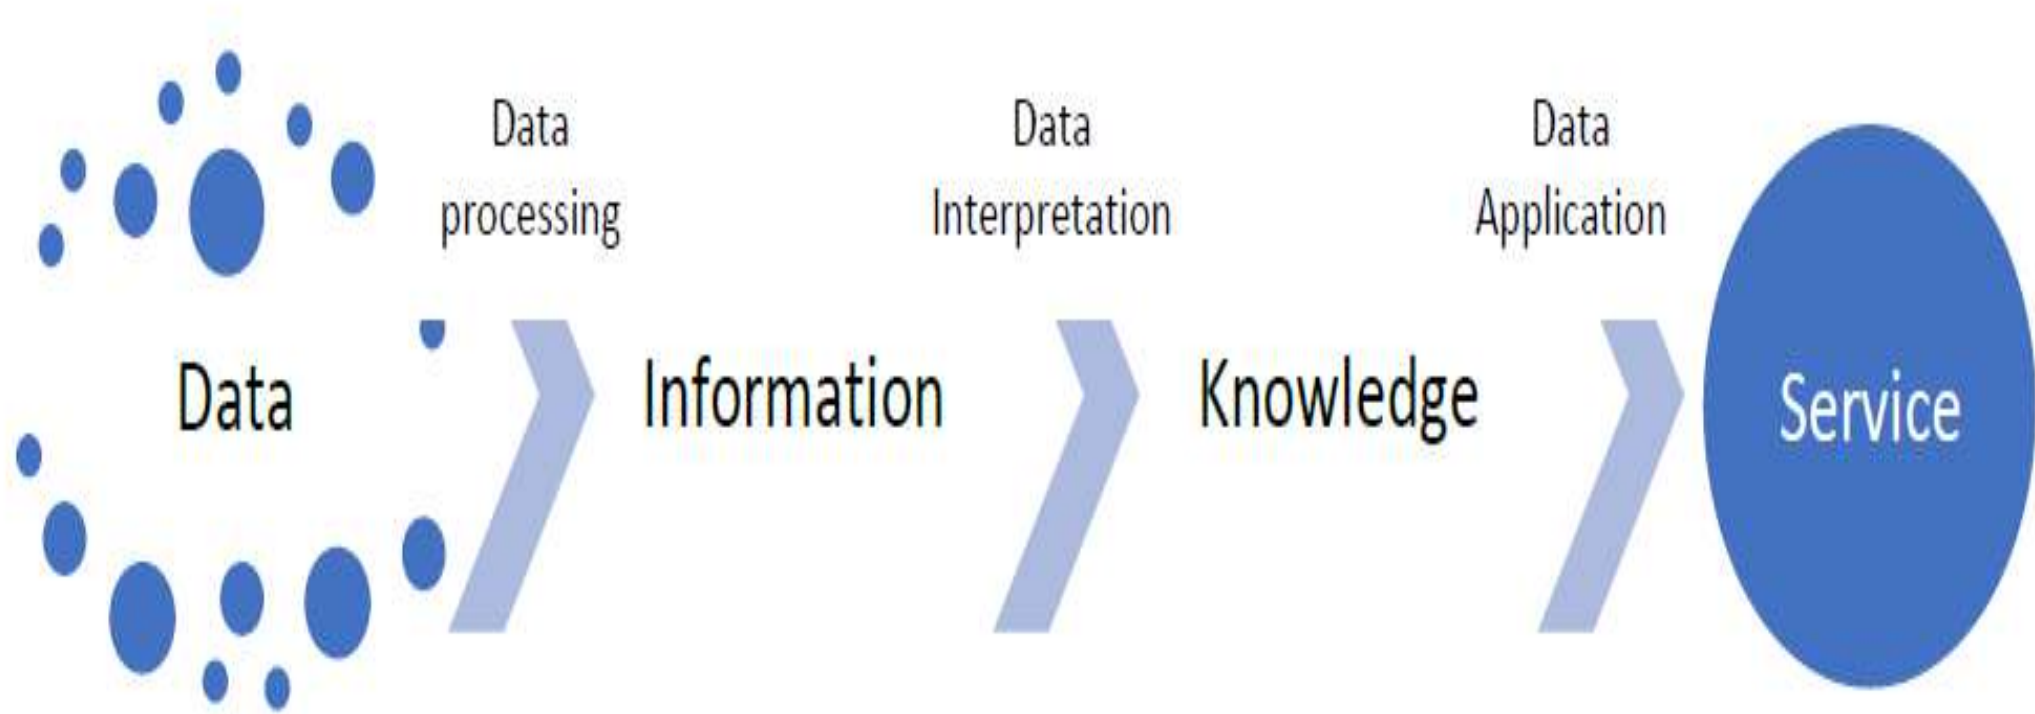 Data
processing
Data
Interpretation
Data
Application
Data
Information
Knowledge
Service